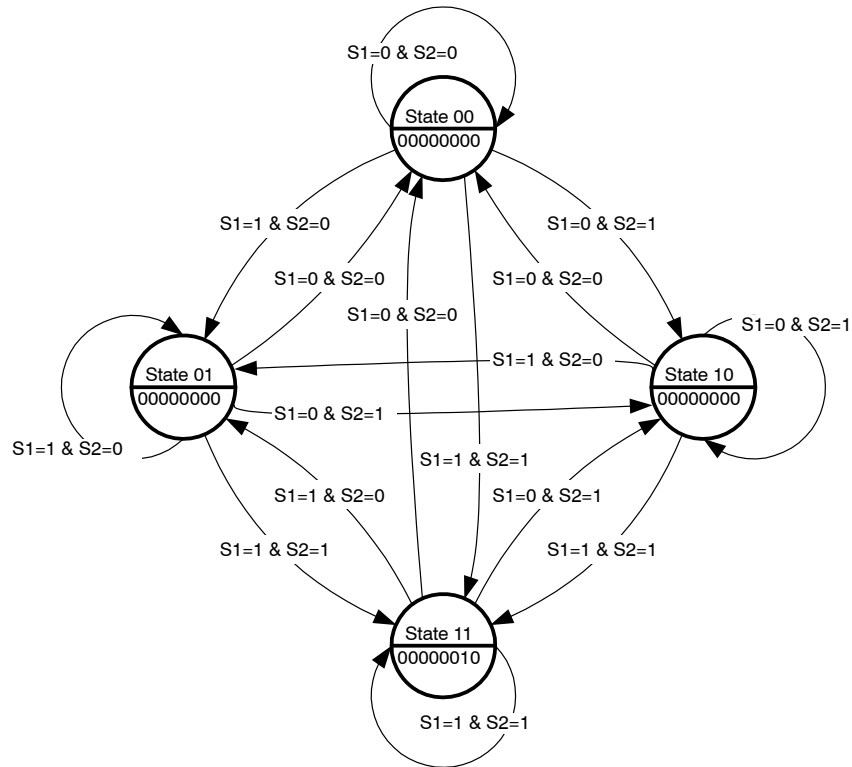 S1=0 & S2=0
State 00
00000000
S1=1 & S2=0
S1=0 & S2=1
S1=0 & S2=0
S1=0 & S2=0
S1=0 & S2=0
S1=0 & S2=1
S1=1 & S2=0
State 01
00000000
State 10
00000000
S1=0 & S2=1
S1=1 & S2=0
S1=1 & S2=1
S1=1 & S2=0
S1=0 & S2=1
S1=1 & S2=1
S1=1 & S2=1
State 11
00000010
S1=1 & S2=1